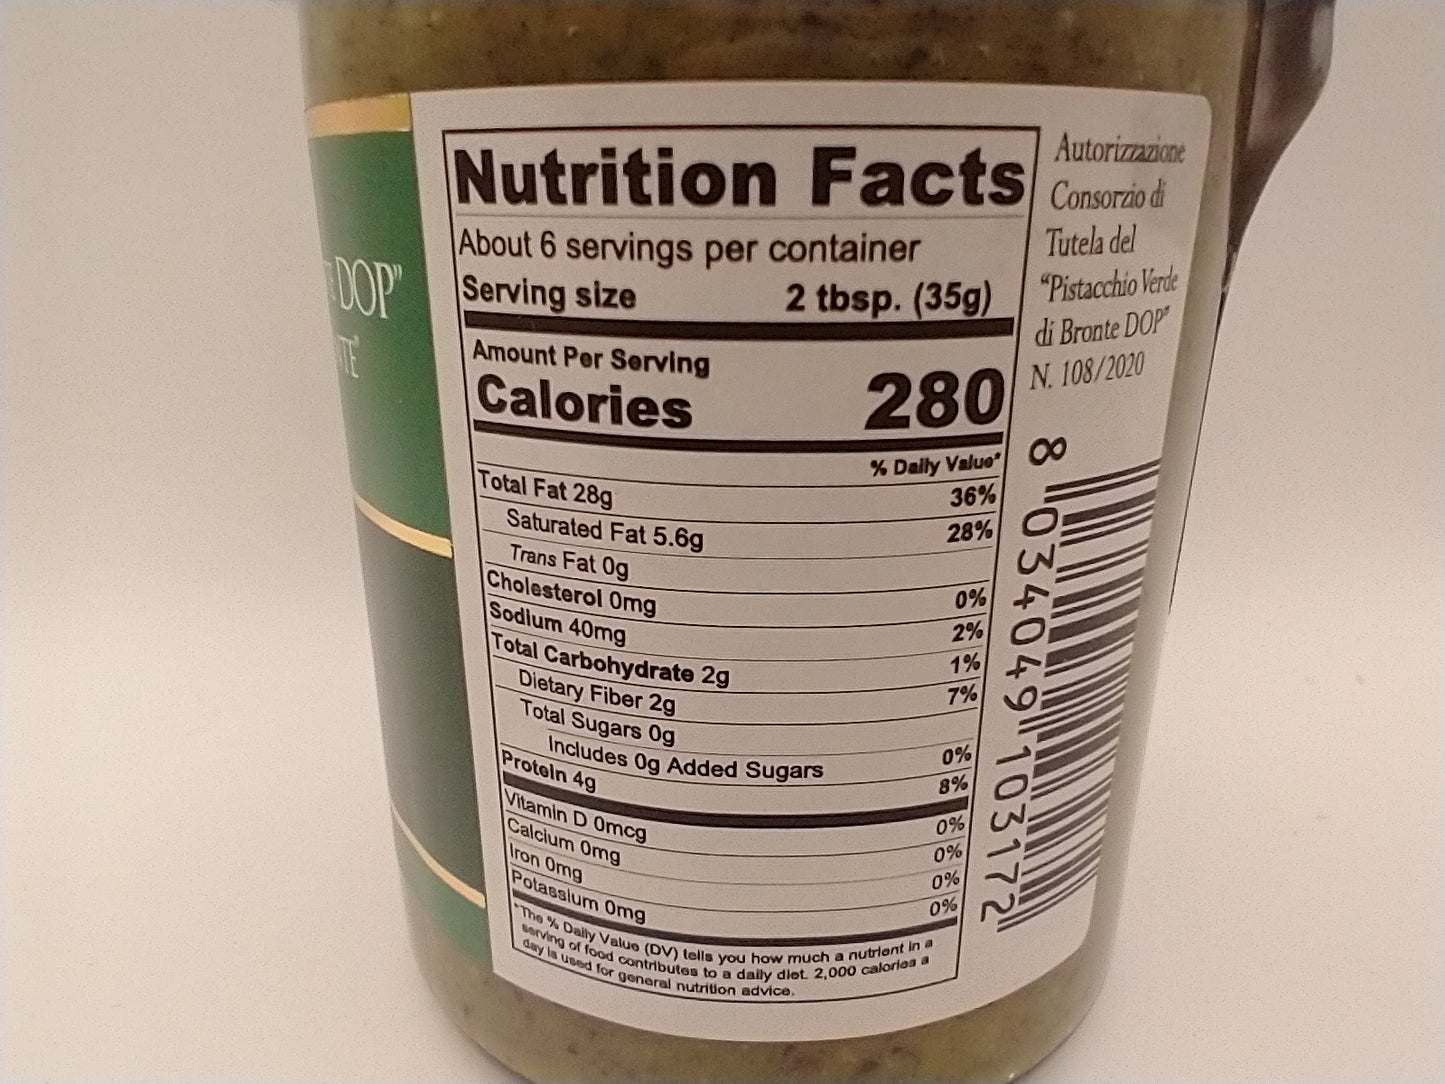 DOP"
Nutrition Facts
About 6 servings per container
Serving size 2 tbsp. (35g)
Amount Per Serving
Calories 280
% Daily Value*
Total Fat 28g 36%
Saturated Fat 5.6g 28%
Trans Fat 0g
Cholesterol 0mg 0%
Sodium 40mg 2%
Total Carbohydrate 2g 1%
Dietary Fiber 2g 7%
Total Sugars 0g
Includes 0g Added Sugars 0%
Protein 4g 8%
Vitamin D 0mcg 0%
Calcium 0mg 0%
Iron 0mg 0%
Potassium 0mg 0%
*The % Daily Value (DV) tells you how much a nutrient in a
serving of food contributes to a daily diet. 2,000 calories a
day is used for general nutrition advice.
Autorizzazione
Consorzio di
Tutela del
"Pistacchio Verde
di Bronte DOP"
N. 108/2020
8 034049 103172